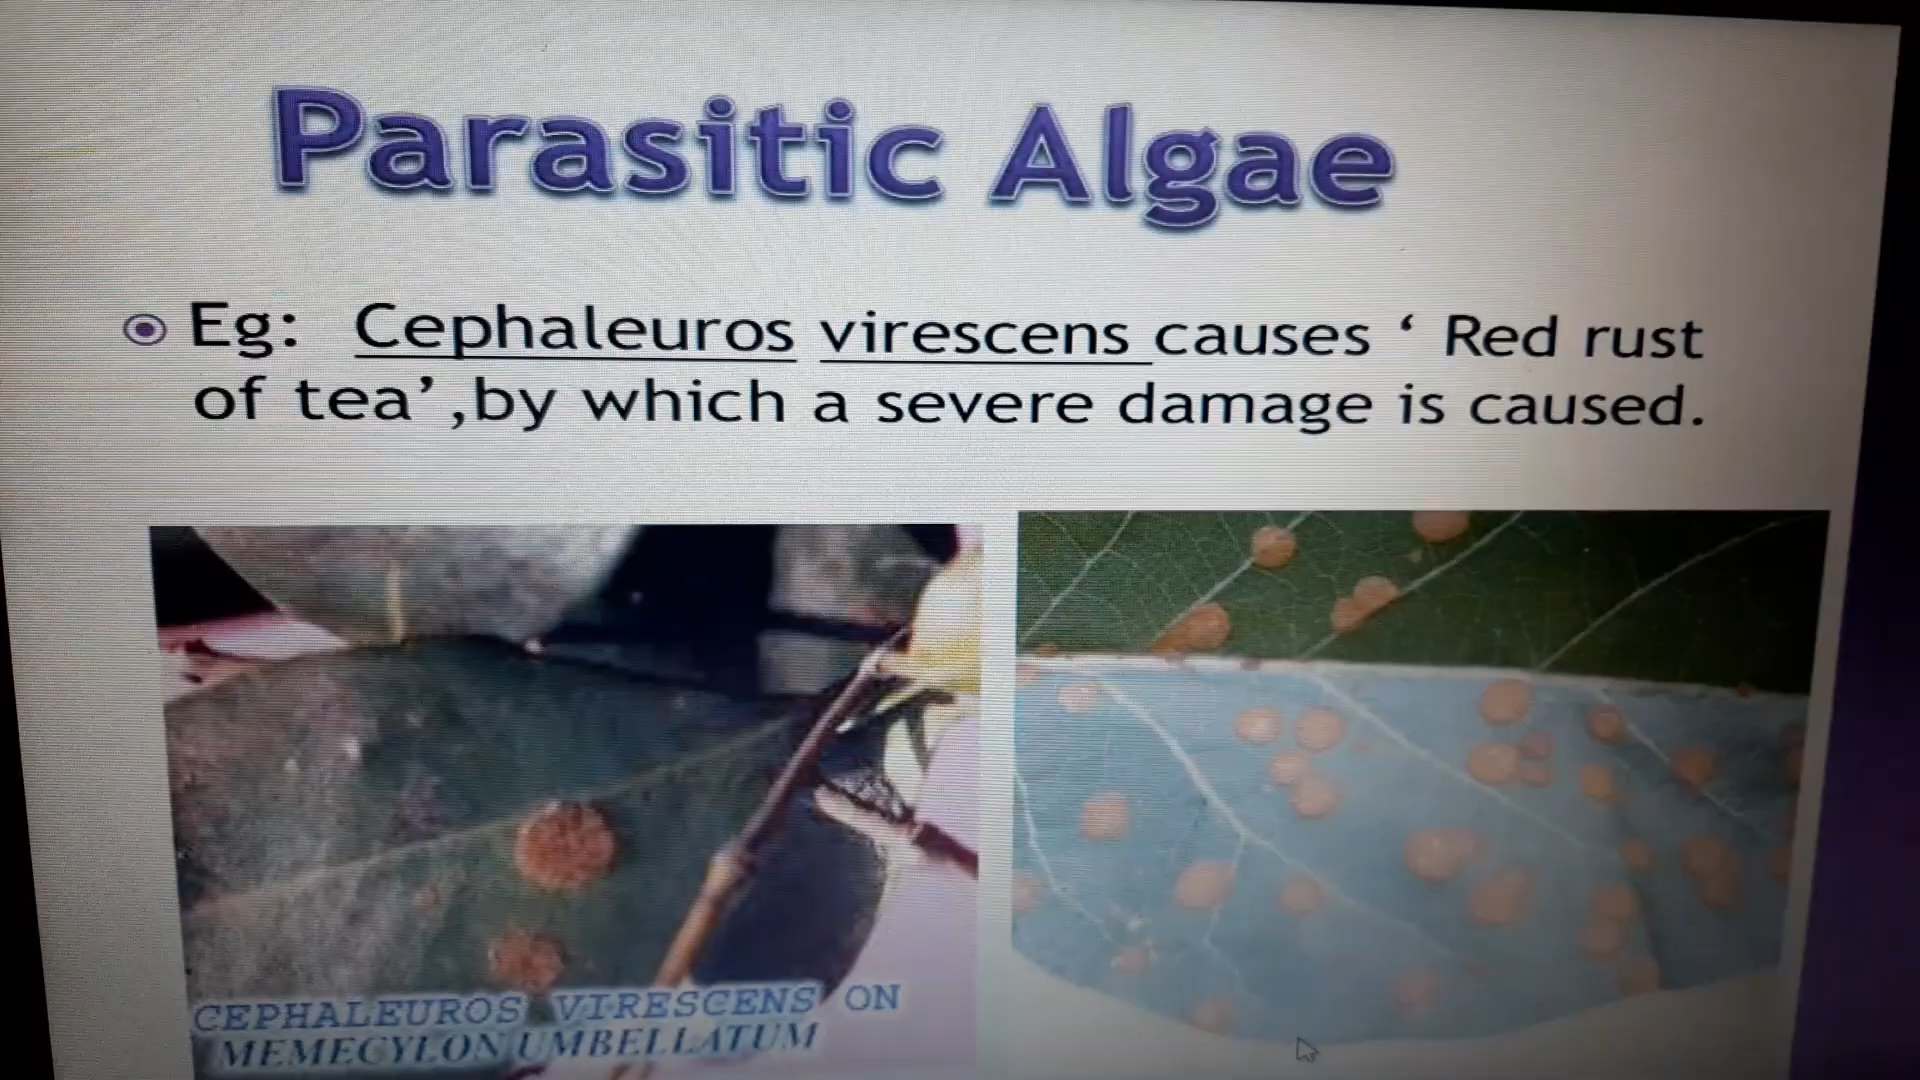 Parasitic Algae
Eg: Cephaleuros virescens causes ‘ Red rust
of tea’,by which a severe damage is caused.
CEPHALEUROS VIRESCENS ON
MEMECYLON UMBELLATUM